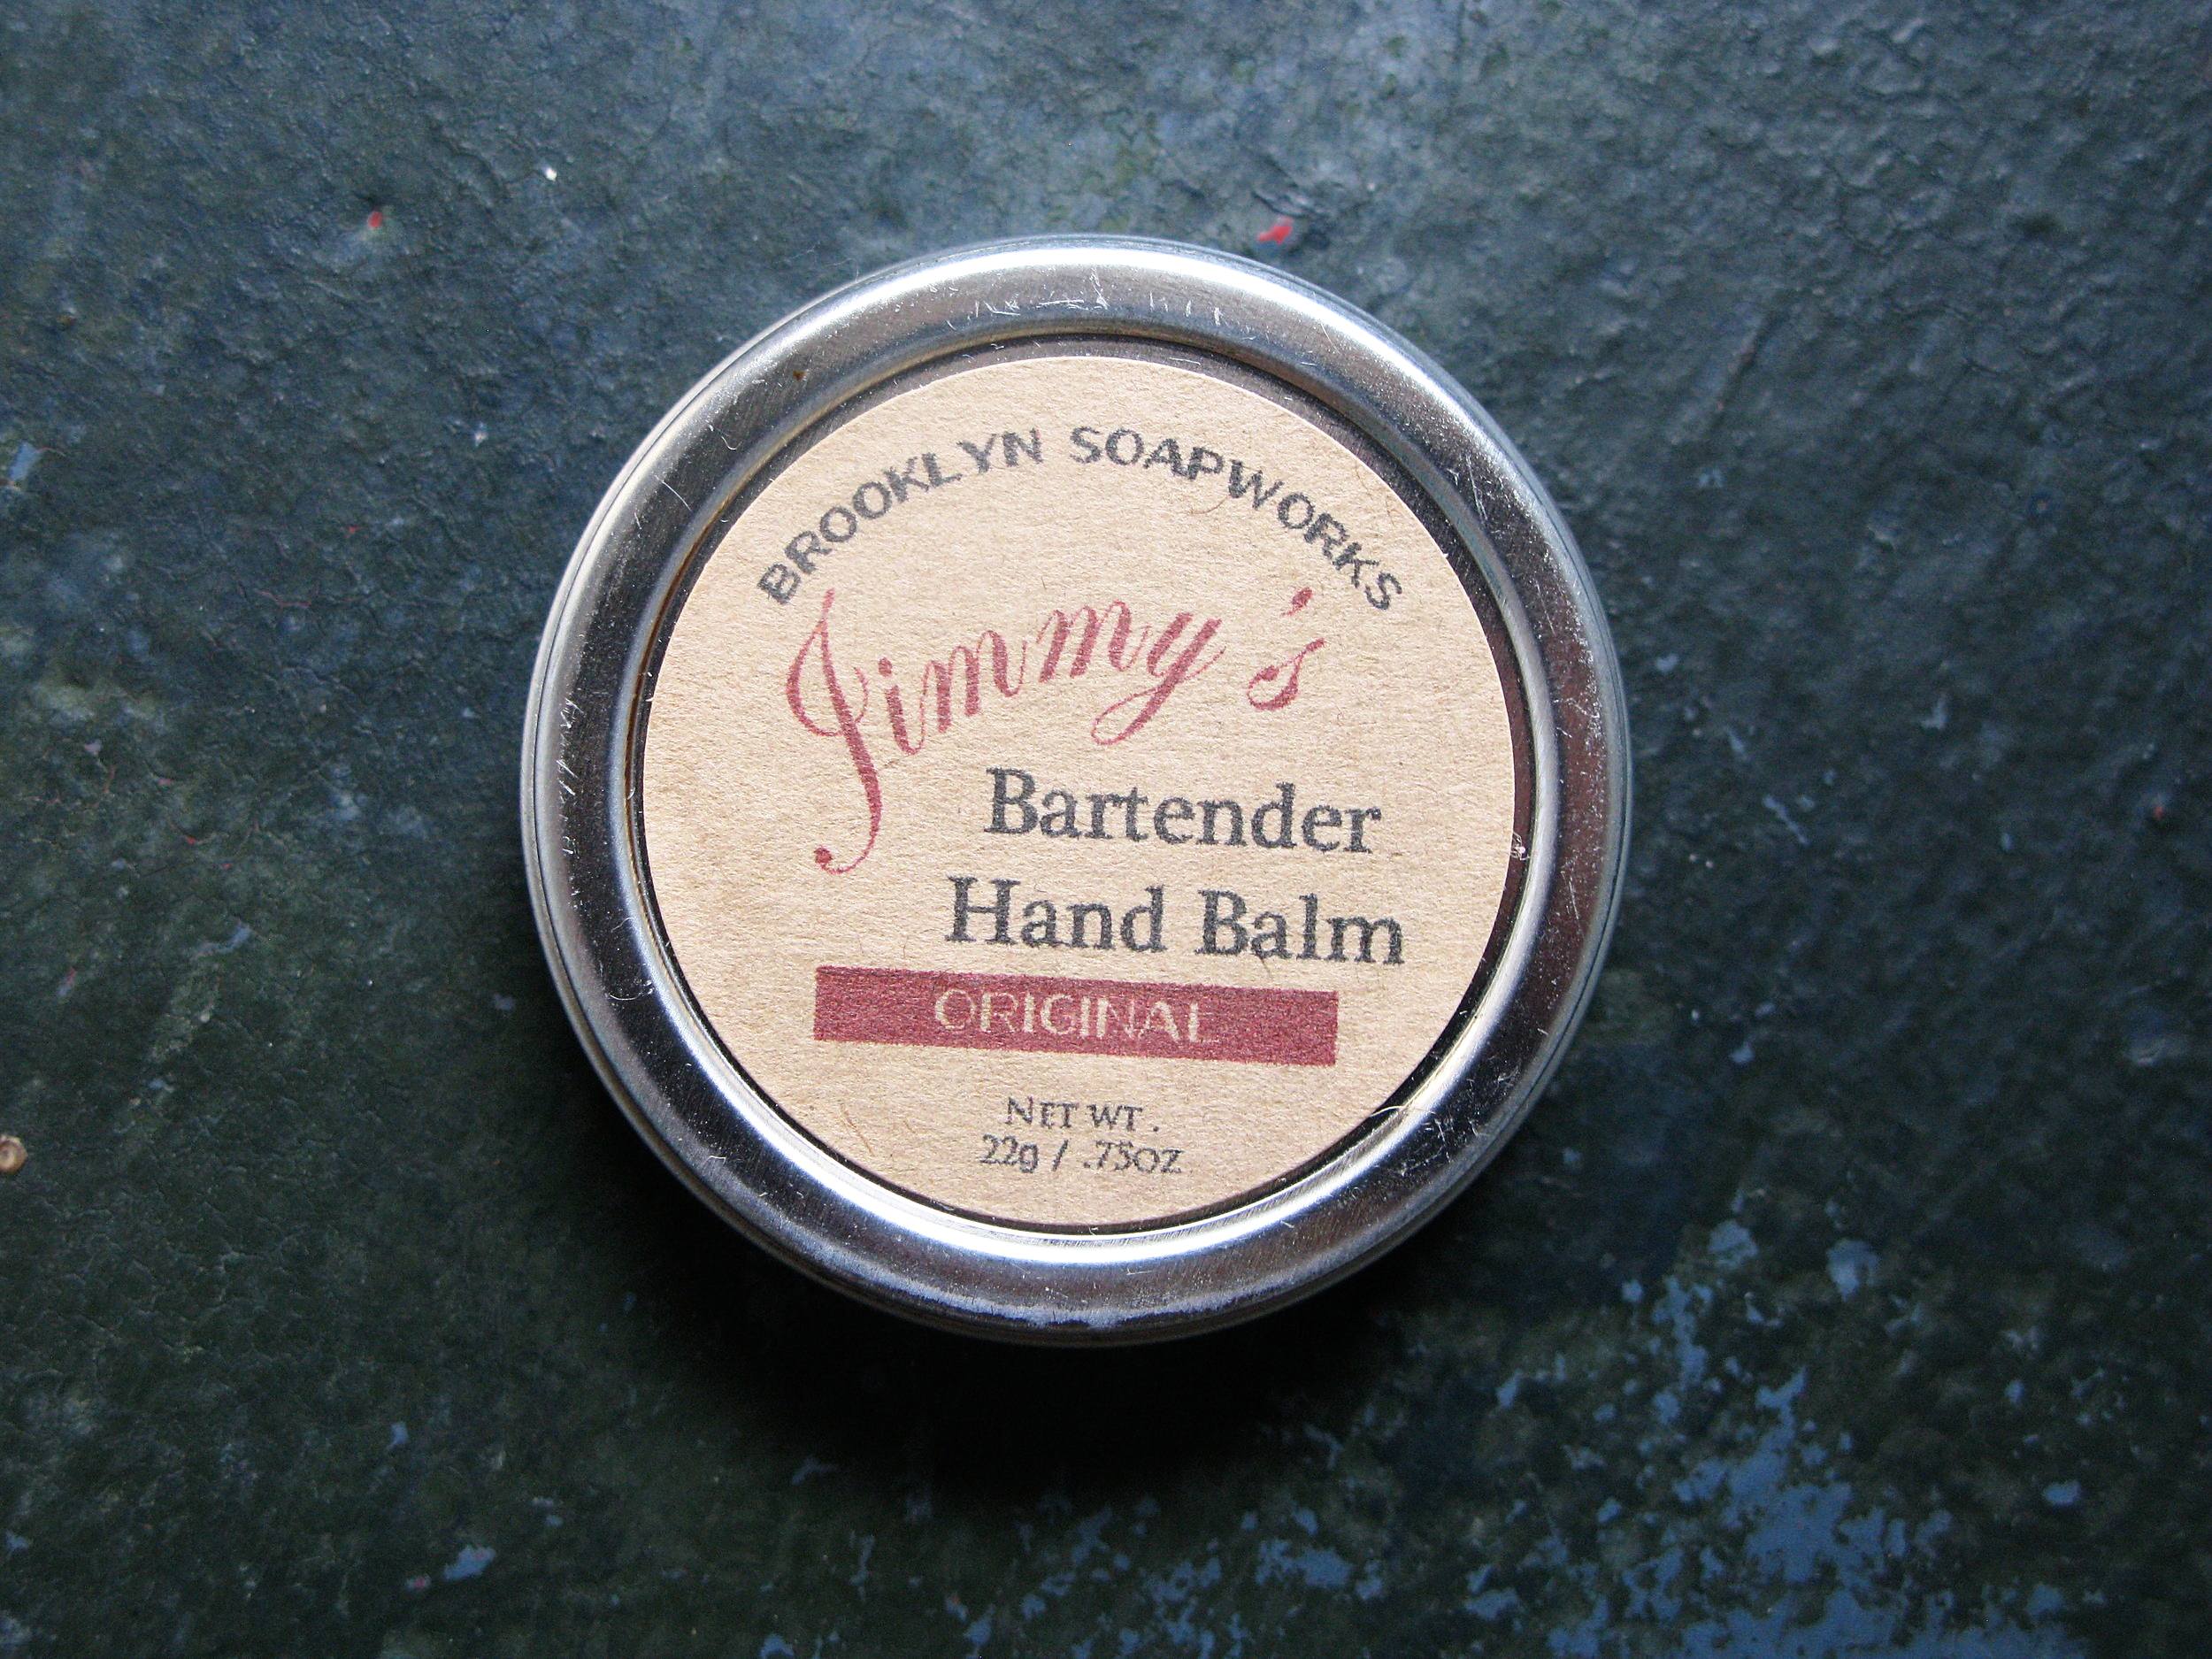 BROOKLYN SOAPWORKS
Jimmy's
Bartender
Hand Balm
ORIGINAL
NET WT.
22g / .75OZ